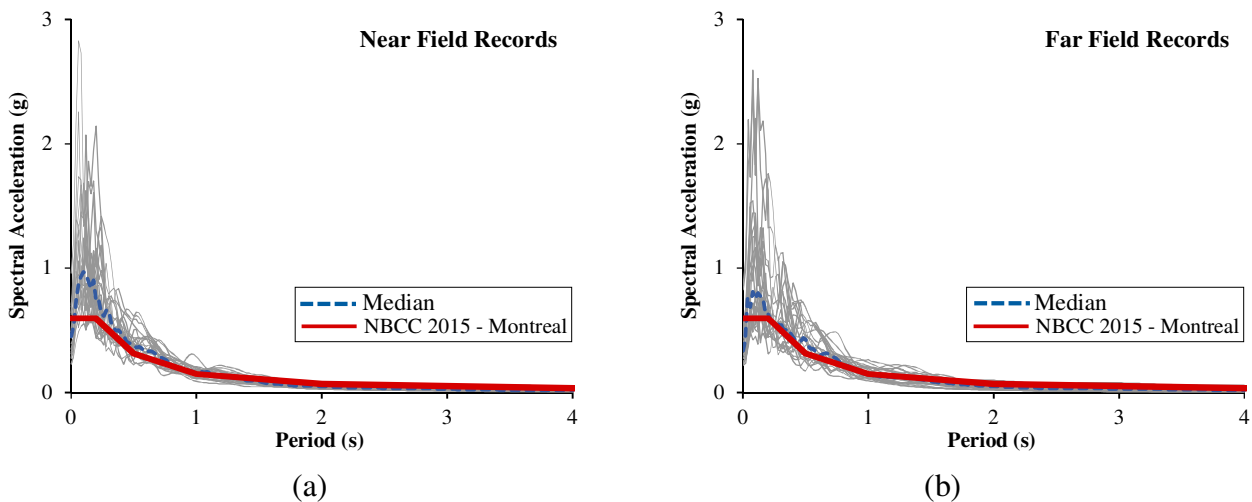 Near Field Records
Spectral Acceleration (g)
3
2
1
0
Median
NBCC 2015 - Montreal
0 1 2 3 4
Period (s)
(a)
Far Field Records
Spectral Acceleration (g)
3
2
1
0
Median
NBCC 2015 - Montreal
0 1 2 3 4
Period (s)
(b)